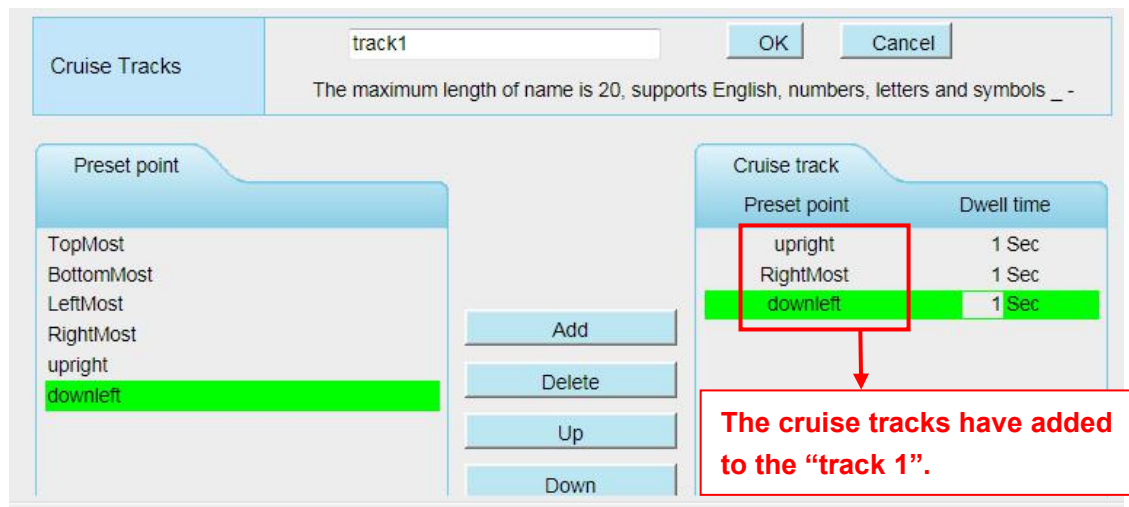 Cruise Tracks
track1
OK
Cancel
The maximum length of name is 20, supports English, numbers, letters and symbols _ -
Preset point
TopMost
BottomMost
LeftMost
RightMost
upright
downleft
Add
Delete
Up
Down
Cruise track
Preset point Dwell time
upright 1 Sec
RightMost 1 Sec
downleft 1 Sec
The cruise tracks have added
to the “track 1”.